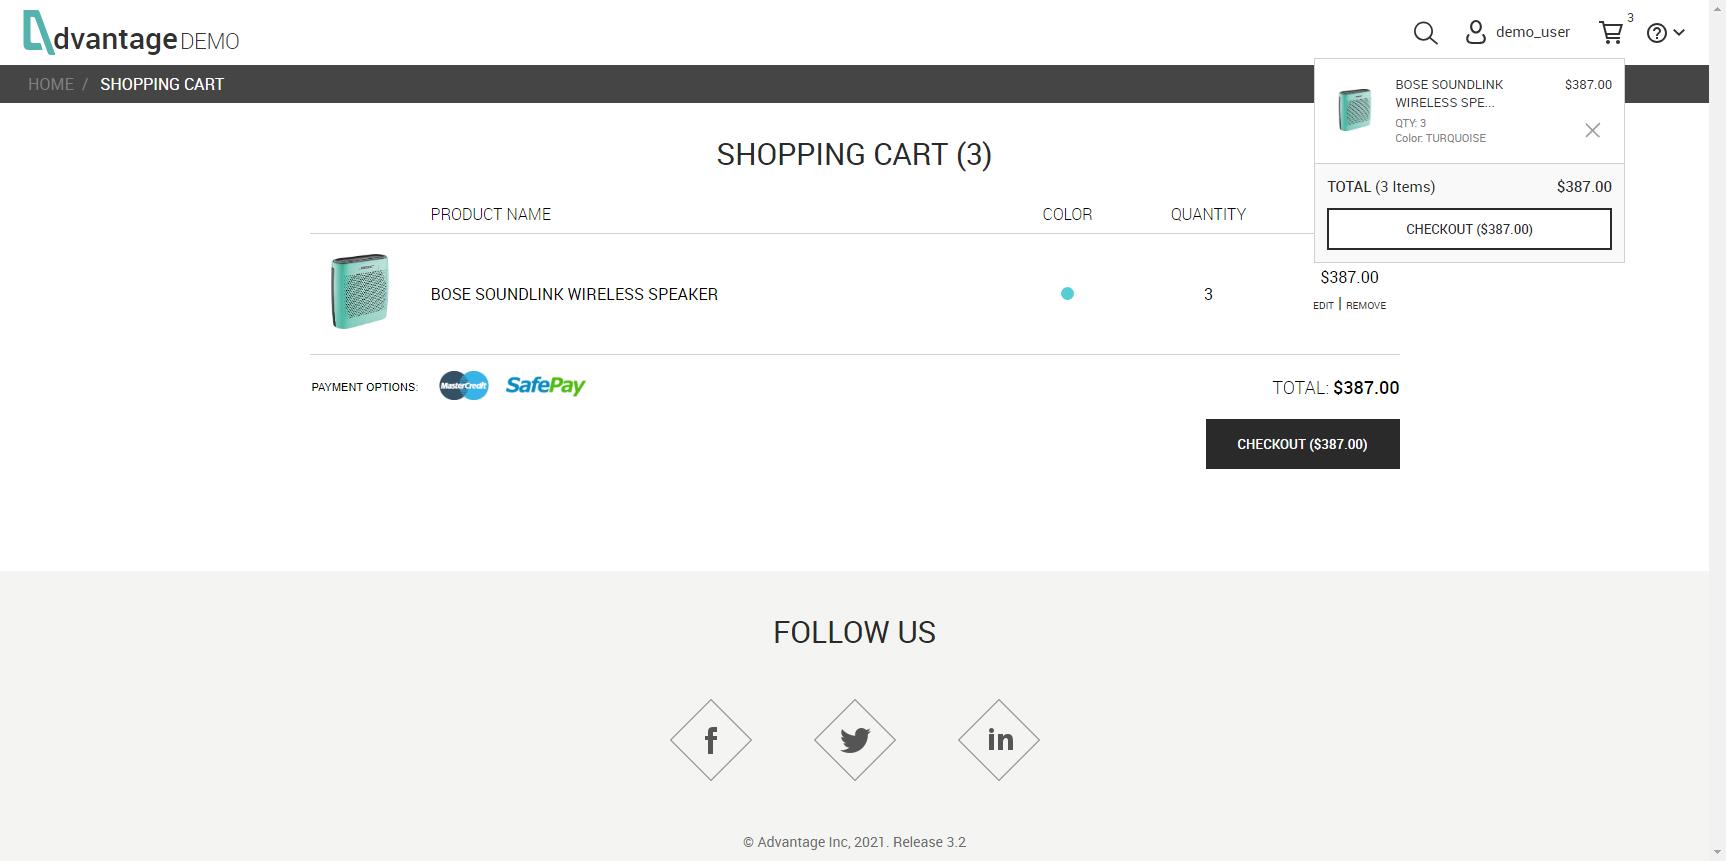 dvantage DEMO
demo_user
3
HOME / SHOPPING CART
BOSE SOUNDLINK
WIRELESS SPE...
$387.00
QTY: 3
Color: TURQUOISE
TOTAL (3 Items)
$387.00
CHECKOUT ($387.00)
SHOPPING CART (3)
PRODUCT NAME
COLOR
QUANTITY
BOSE SOUNDLINK WIRELESS SPEAKER
3
$387.00
EDIT | REMOVE
PAYMENT OPTIONS:
MasterCredit
SafePay
TOTAL: $387.00
CHECKOUT ($387.00)
FOLLOW US
f
in
© Advantage Inc, 2021. Release 3.2